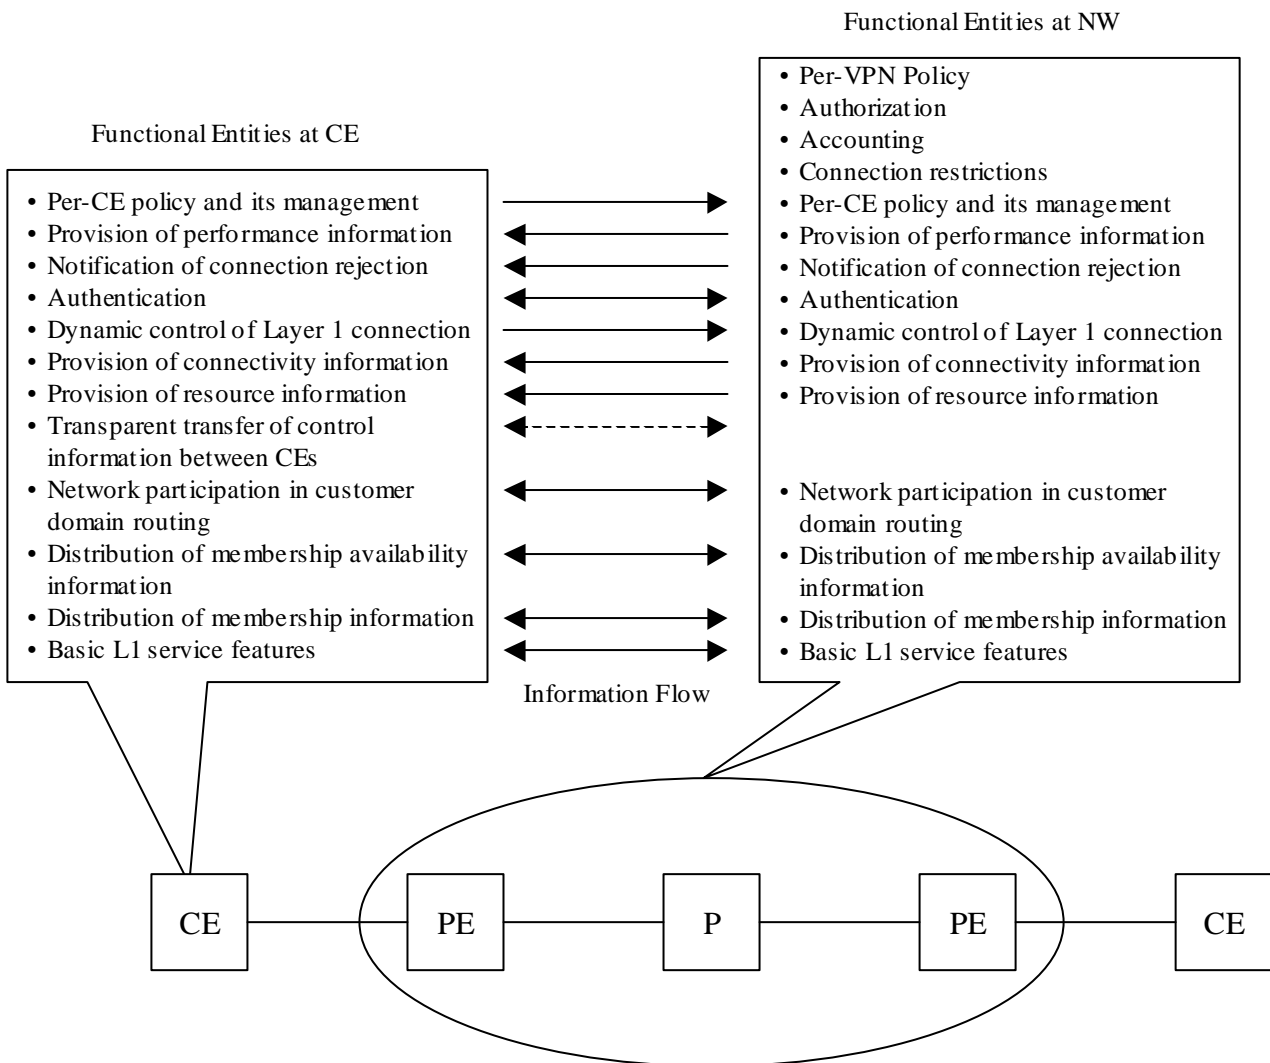 Functional Entities at NW
• Per-VPN Policy
• Authorization
• Accounting
• Connection restrictions
• Per-CE policy and its management
• Provision of performance information
• Notification of connection rejection
• Authentication
• Dynamic control of Layer 1 connection
• Provision of connectivity information
• Provision of resource information
• Network participation in customer
domain routing
• Distribution of membership availability
information
• Distribution of membership information
• Basic L1 service features
Functional Entities at CE
• Per-CE policy and its management
• Provision of performance information
• Notification of connection rejection
• Authentication
• Dynamic control of Layer 1 connection
• Provision of connectivity information
• Provision of resource information
• Transparent transfer of control
information between CEs
• Network participation in customer
domain routing
• Distribution of membership availability
information
• Distribution of membership information
• Basic L1 service features
Information Flow
CE
PE
P
PE
CE